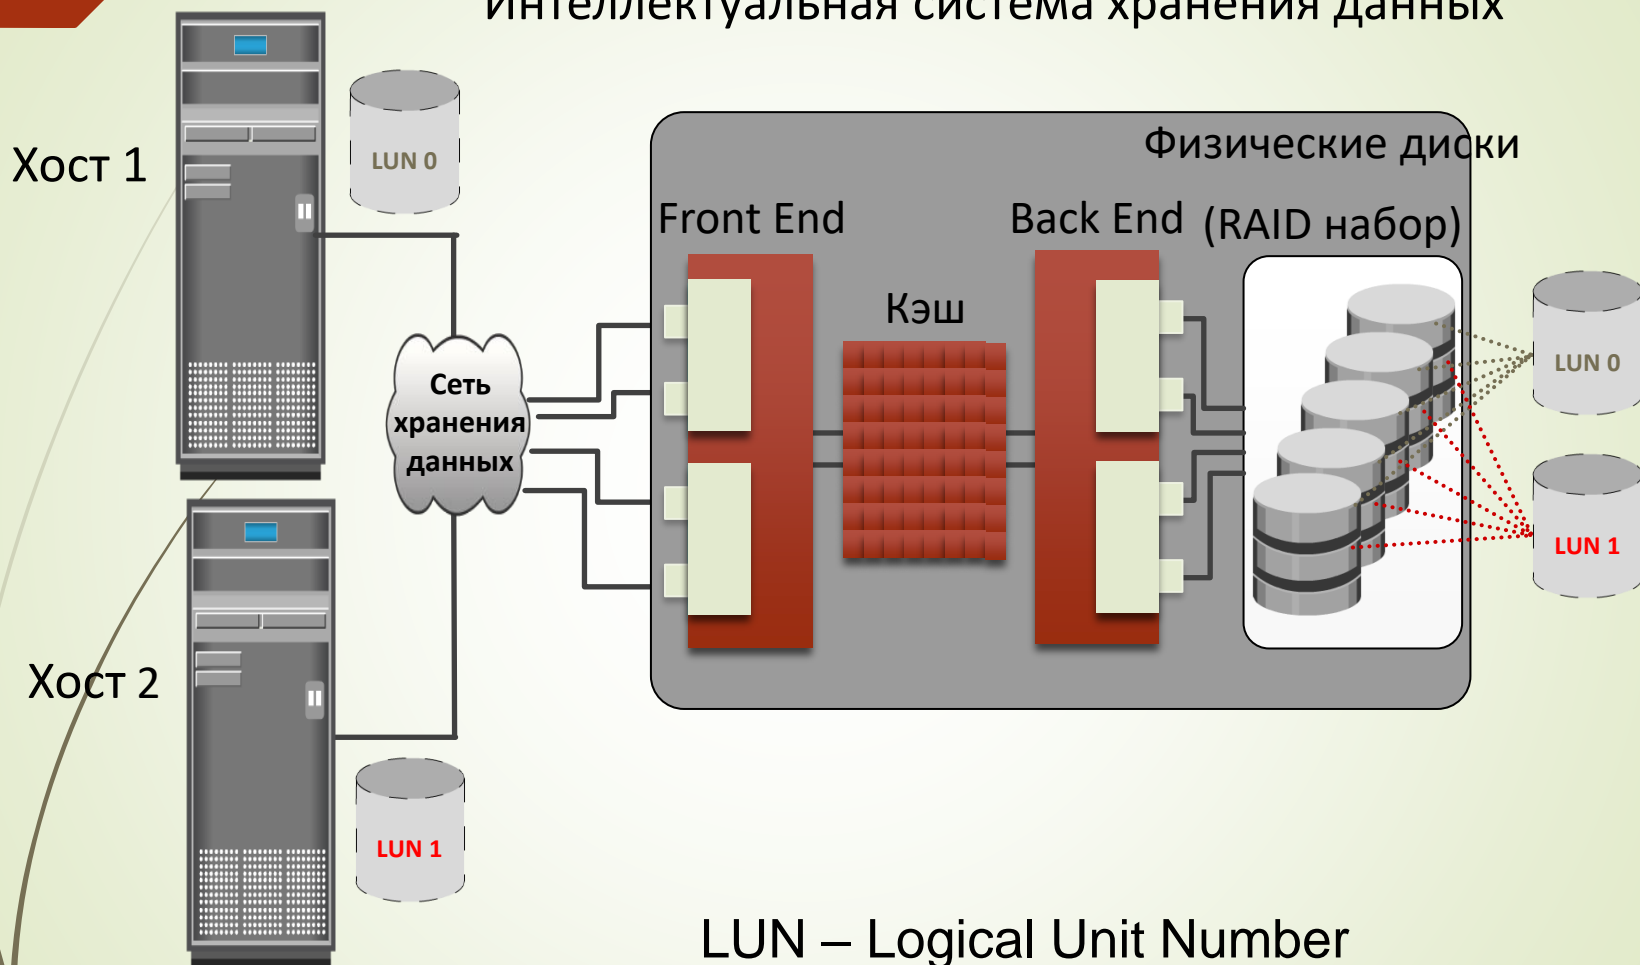 Интеллектуальная система хранения данных
Хост 1
LUN 0
Физические диски
(RAID набор)
Front End
Back End
Кэш
LUN 0
Сеть
хранения
данных
LUN 1
Хост 2
LUN 1
LUN – Logical Unit Number